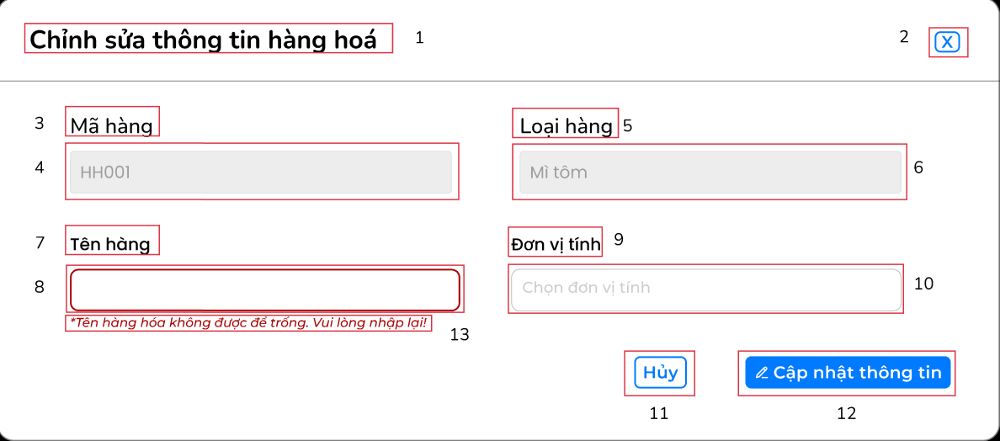 Chỉnh sửa thông tin hàng hoá 1 2 X
3 Mã hàng Loại hàng 5
4 HH001 Mì tôm 6
7 Tên hàng Đơn vị tính 9
8 Chọn đơn vị tính 10
*Tên hàng hóa không được để trống. Vui lòng nhập lại!
13
Hủy Cập nhật thông tin
11 12